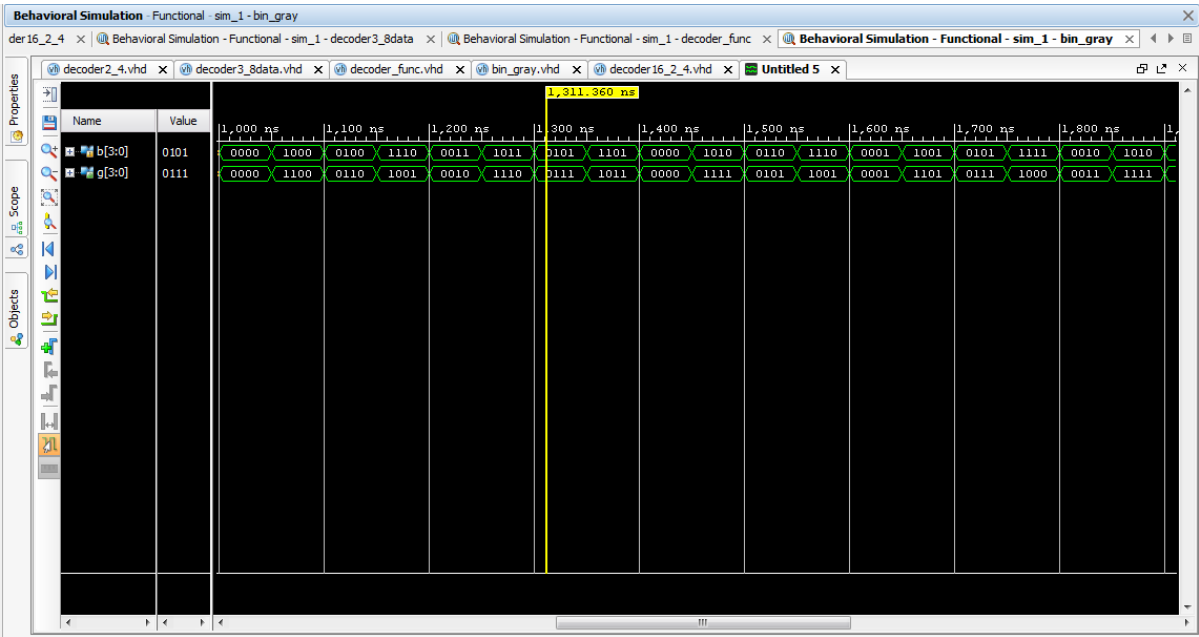 Behavioral Simulation - Functional - sim_1 - bin_gray
der16_2_4 Behavioral Simulation - Functional - sim_1 - decoder3_8data Behavioral Simulation - Functional - sim_1 - decoder_func Behavioral Simulation - Functional - sim_1 - bin_gray
decoder2_4.vhd decoder3_8data.vhd decoder_func.vhd bin_gray.vhd decoder16_2_4.vhd Untitled 5
Properties
Scope
Objects
1,311.360 ns
Name Value 1,000 ns 1,100 ns 1,200 ns 1,300 ns 1,400 ns 1,500 ns 1,600 ns 1,700 ns 1,800 ns 1,
b[3:0] 0101 0000 1000 0100 1110 0011 1011 0101 1101 0000 1010 0110 1110 0001 1001 0101 1111 0010 1010
g[3:0] 0111 0000 1100 0110 1001 0010 1110 0111 1011 0000 1111 0101 1001 0001 1101 0111 1000 0011 1111